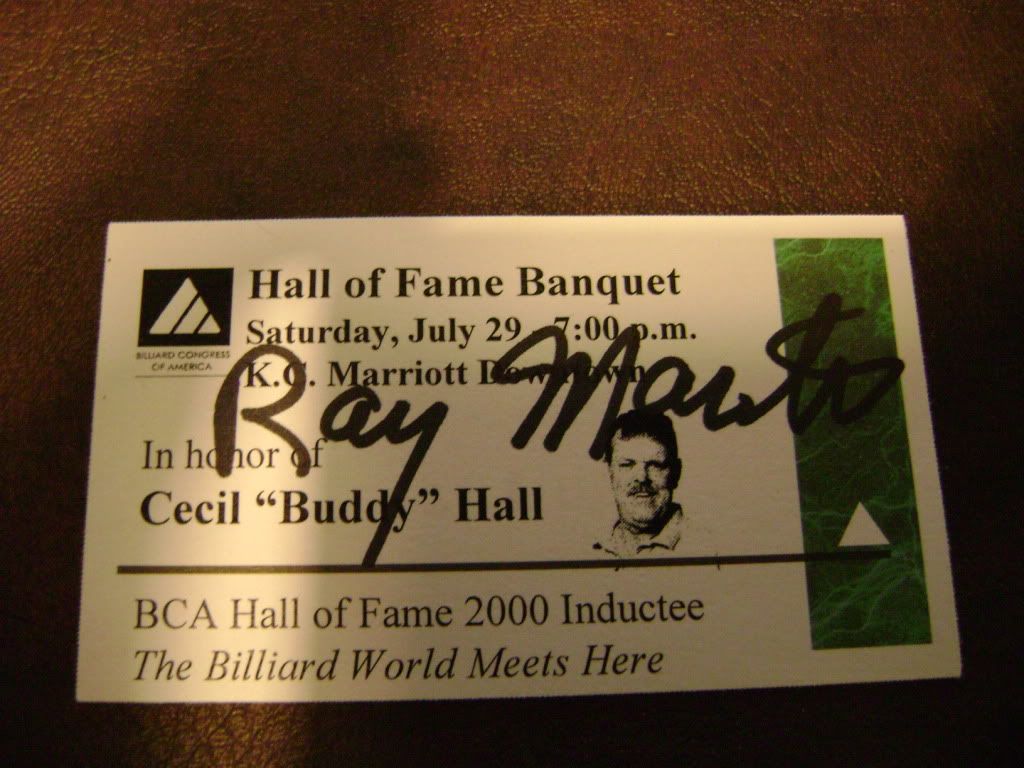 Hall of Fame Banquet
Saturday, July 29 - 7:00 p.m.
BILLIARD CONGRESS
OF AMERICA
K.C. Marriott Downtown
Ray
In honor of
Cecil “Buddy” Hall
BCA Hall of Fame 2000 Inductee
The Billiard World Meets Here